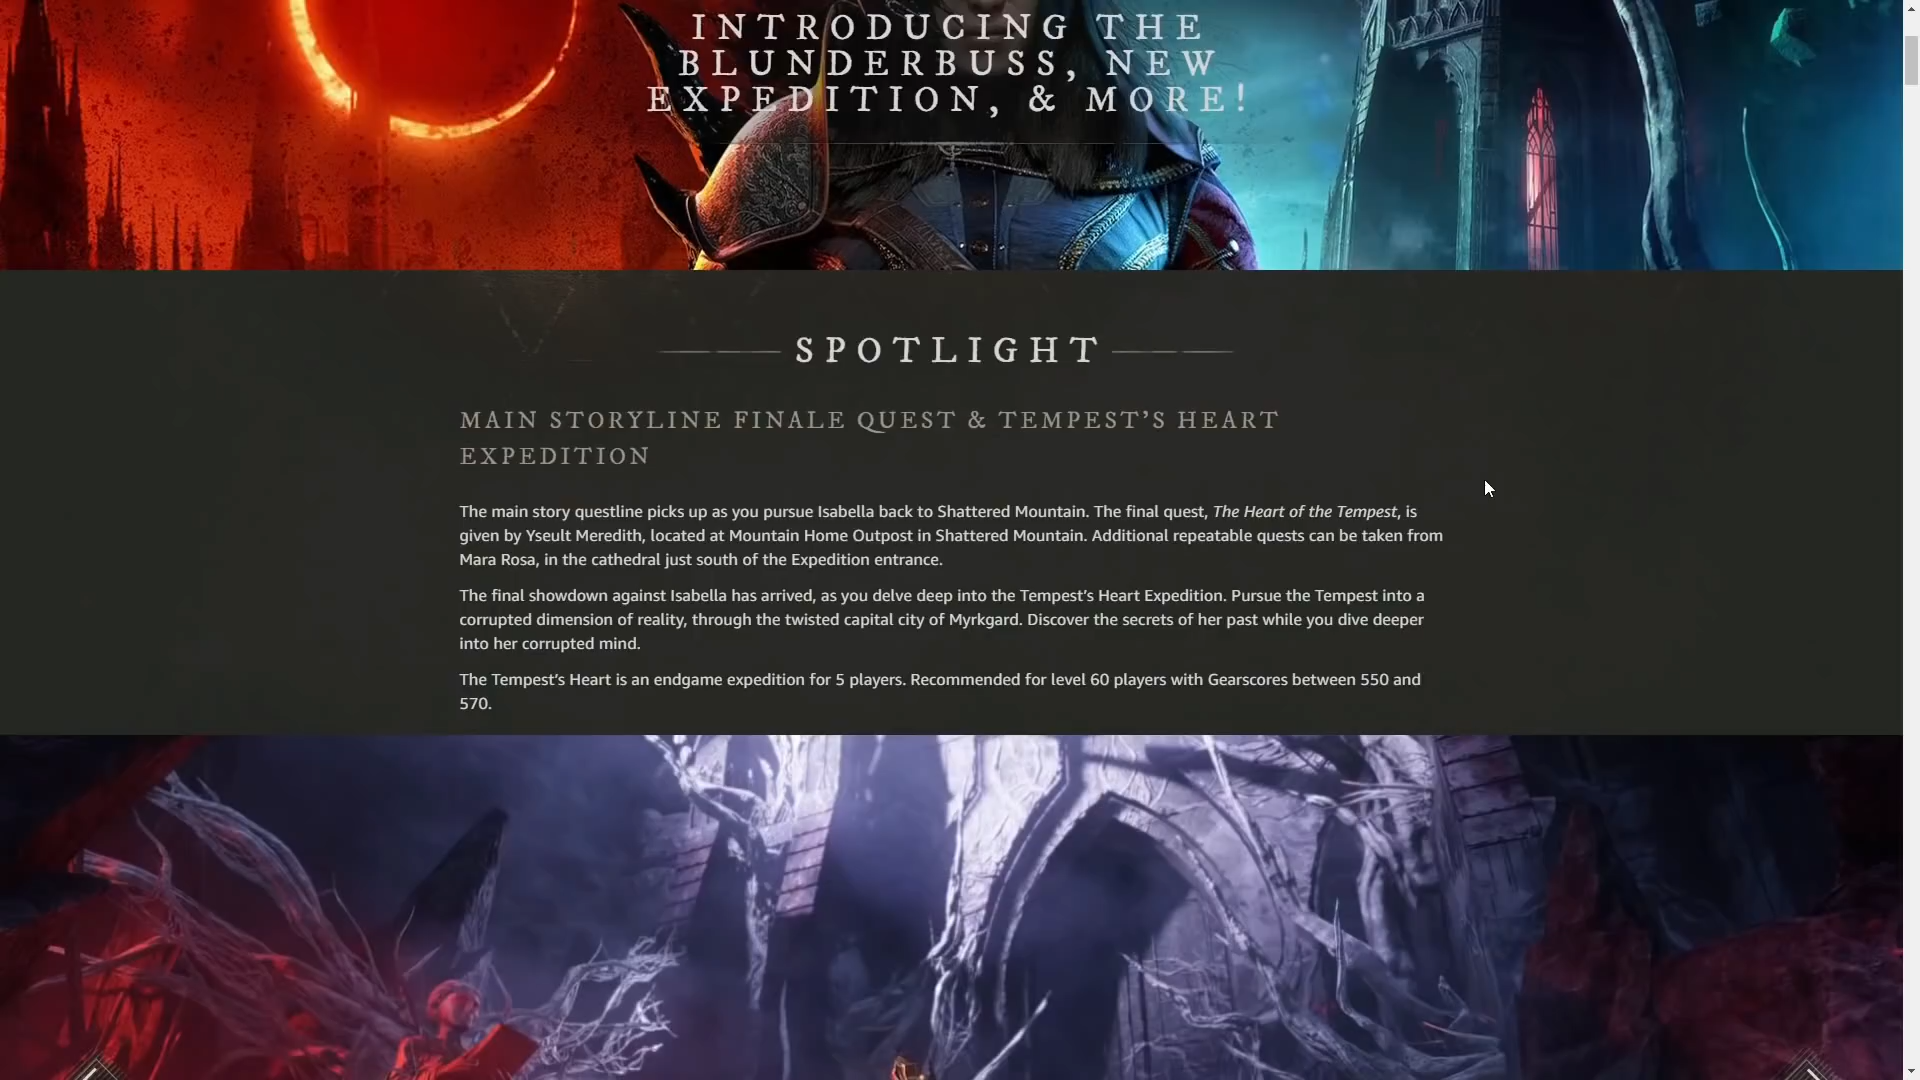 INTRODUCING THE
BLUNDERBUSS, NEW
EXPEDITION, & MORE!
SPOTLIGHT
MAIN STORYLINE FINALE QUEST & TEMPEST’S HEART
EXPEDITION
The main story questline picks up as you pursue Isabella back to Shattered Mountain. The final quest, The Heart of the Tempest, is
given by Yseult Meredith, located at Mountain Home Outpost in Shattered Mountain. Additional repeatable quests can be taken from
Mara Rosa, in the cathedral just south of the Expedition entrance.
The final showdown against Isabella has arrived, as you delve deep into the Tempest’s Heart Expedition. Pursue the Tempest into a
corrupted dimension of reality, through the twisted capital city of Myrkgard. Discover the secrets of her past while you dive deeper
into her corrupted mind.
The Tempest’s Heart is an endgame expedition for 5 players. Recommended for level 60 players with Gearscores between 550 and
570.